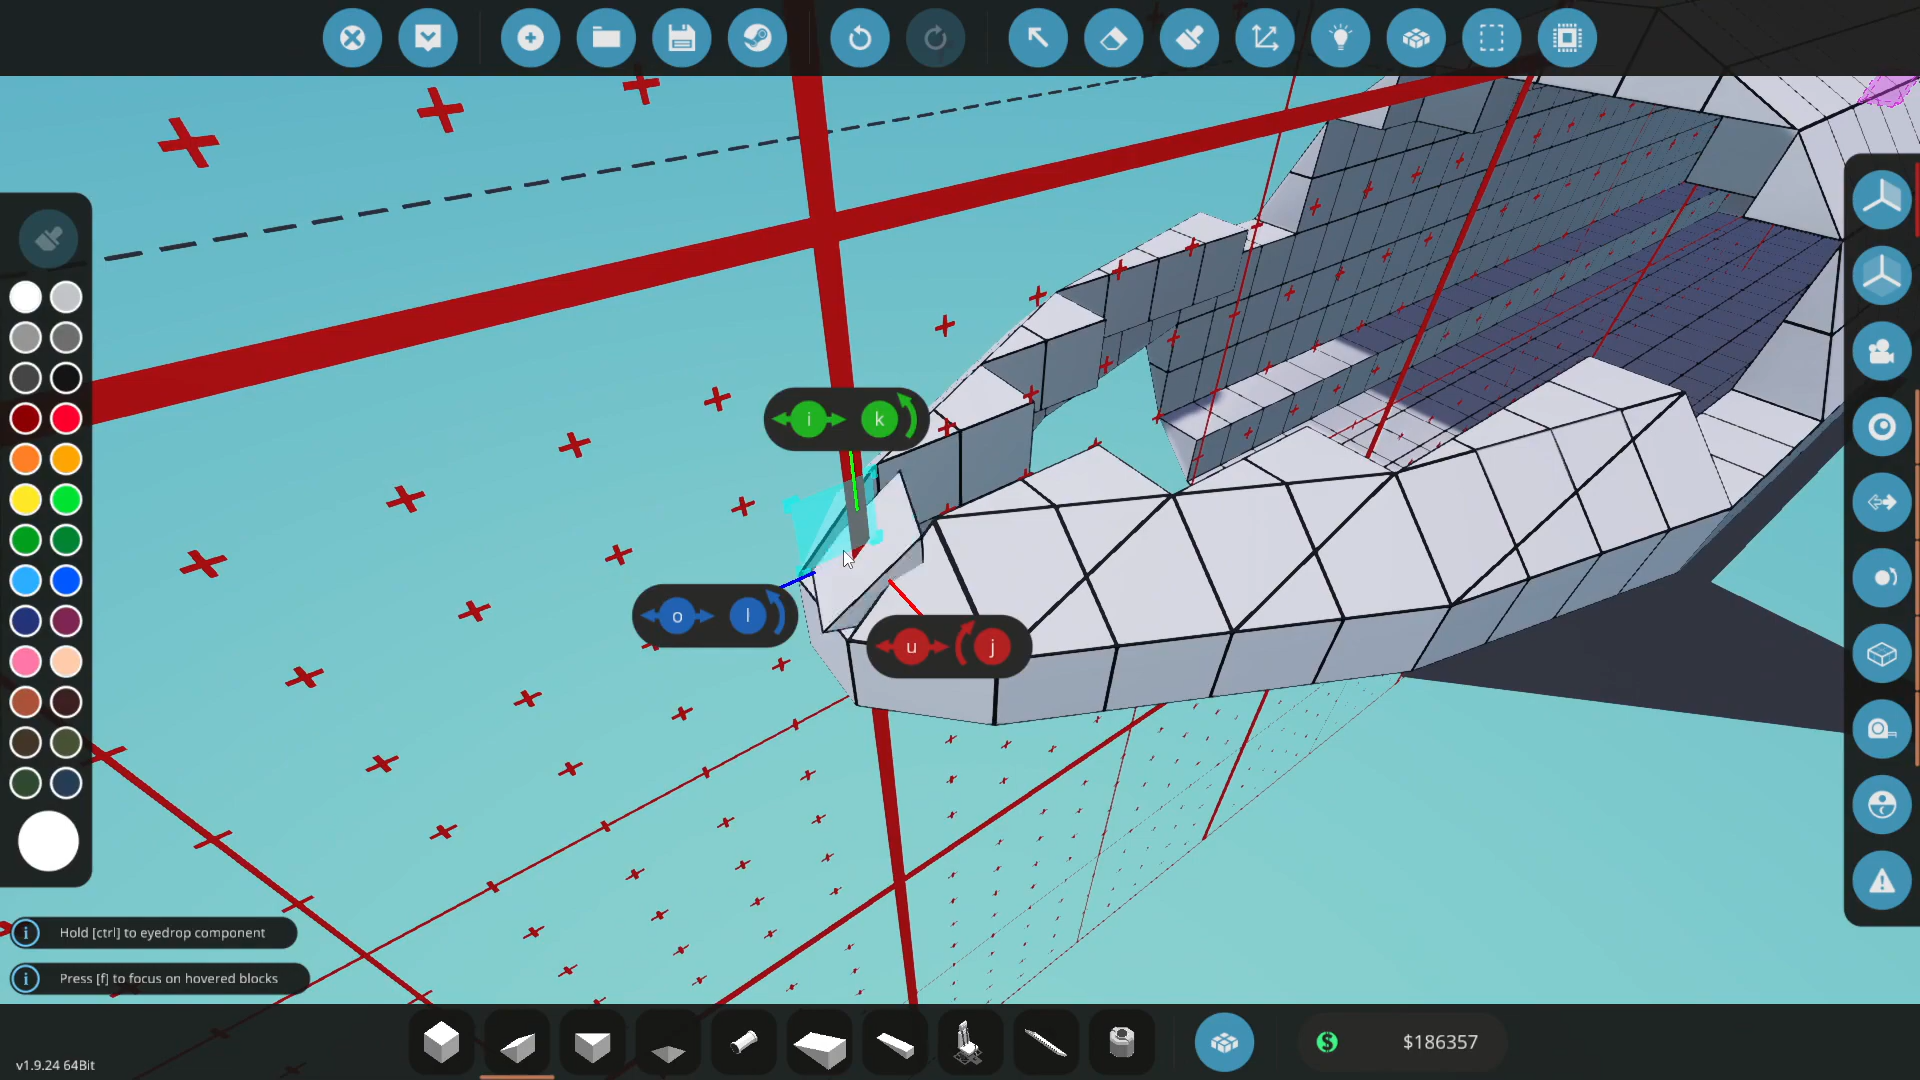 i k
o l
u j
Hold [ctrl] to eyedrop component
Press [f] to focus on hovered blocks
v1.9.24 64Bit
$ $186357